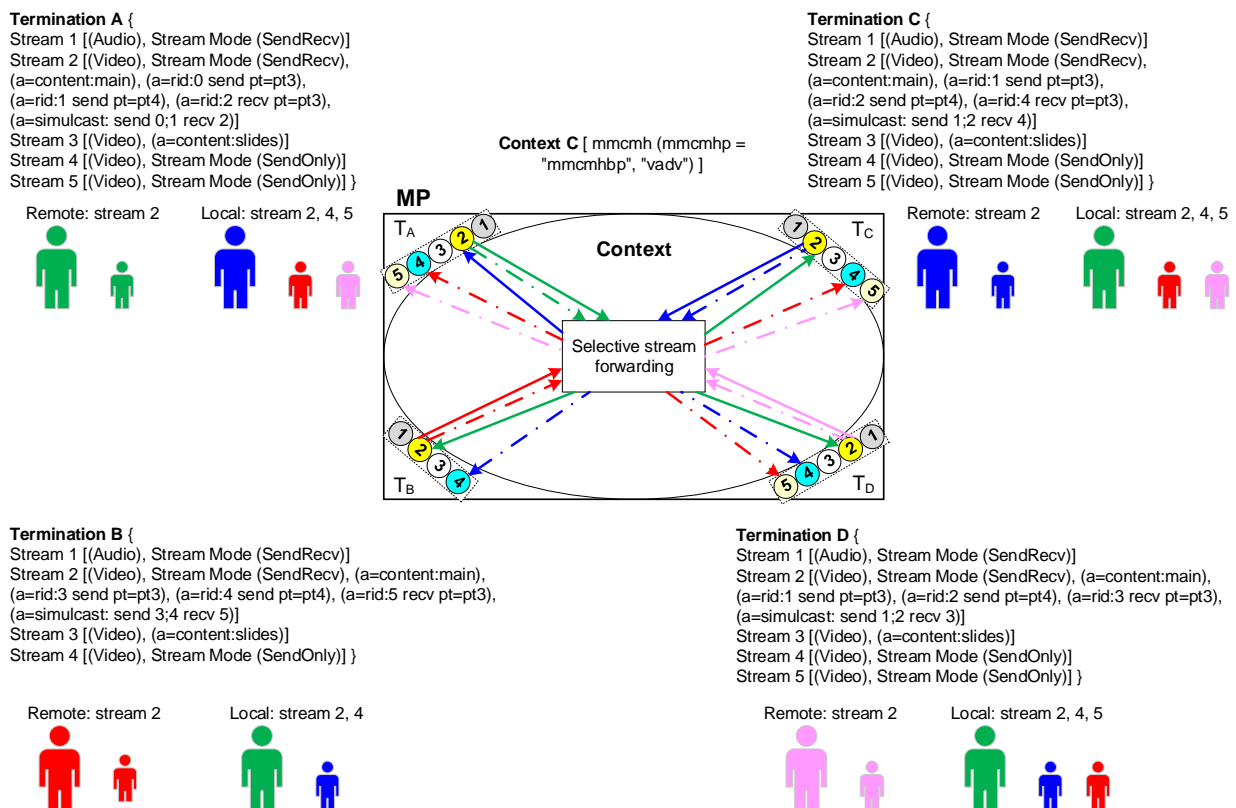 Termination A {
Stream 1 [(Audio), Stream Mode (SendRecv)]
Stream 2 [(Video), Stream Mode (SendRecv),
(a=content:main), (a=rid:0 send pt=pt3),
(a=rid:1 send pt=pt4), (a=rid:2 recv pt=pt3),
(a=simulcast: send 0;1 recv 2)]
Stream 3 [(Video), (a=content:slides)]
Stream 4 [(Video), Stream Mode (SendOnly)]
Stream 5 [(Video), Stream Mode (SendOnly)] }
Remote: stream 2
Local: stream 2, 4, 5
Context C [ mmcmh (mmcmhp =
"mmcmhbp", "vadv") ]
Termination C {
Stream 1 [(Audio), Stream Mode (SendRecv)]
Stream 2 [(Video), Stream Mode (SendRecv),
(a=content:main), (a=rid:1 send pt=pt3),
(a=rid:2 send pt=pt4), (a=rid:4 recv pt=pt3),
(a=simulcast: send 1;2 recv 4)]
Stream 3 [(Video), (a=content:slides)]
Stream 4 [(Video), Stream Mode (SendOnly)]
Stream 5 [(Video), Stream Mode (SendOnly)] }
Remote: stream 2
Local: stream 2, 4, 5
MP
TA
5 4 3 2 1
Context
TC
1 2 3 4 5
Selective stream
forwarding
1 2 3 4
TB
5 4 3 2 1
TD
Termination B {
Stream 1 [(Audio), Stream Mode (SendRecv)]
Stream 2 [(Video), Stream Mode (SendRecv), (a=content:main),
(a=rid:3 send pt=pt3), (a=rid:4 send pt=pt4), (a=rid:5 recv pt=pt3),
(a=simulcast: send 3;4 recv 5)]
Stream 3 [(Video), (a=content:slides)]
Stream 4 [(Video), Stream Mode (SendOnly)] }
Remote: stream 2
Local: stream 2, 4
Termination D {
Stream 1 [(Audio), Stream Mode (SendRecv)]
Stream 2 [(Video), Stream Mode (SendRecv), (a=content:main),
(a=rid:1 send pt=pt3), (a=rid:2 send pt=pt4), (a=rid:3 recv pt=pt3),
(a=simulcast: send 1;2 recv 3)]
Stream 3 [(Video), (a=content:slides)]
Stream 4 [(Video), Stream Mode (SendOnly)]
Stream 5 [(Video), Stream Mode (SendOnly)] }
Remote: stream 2
Local: stream 2, 4, 5